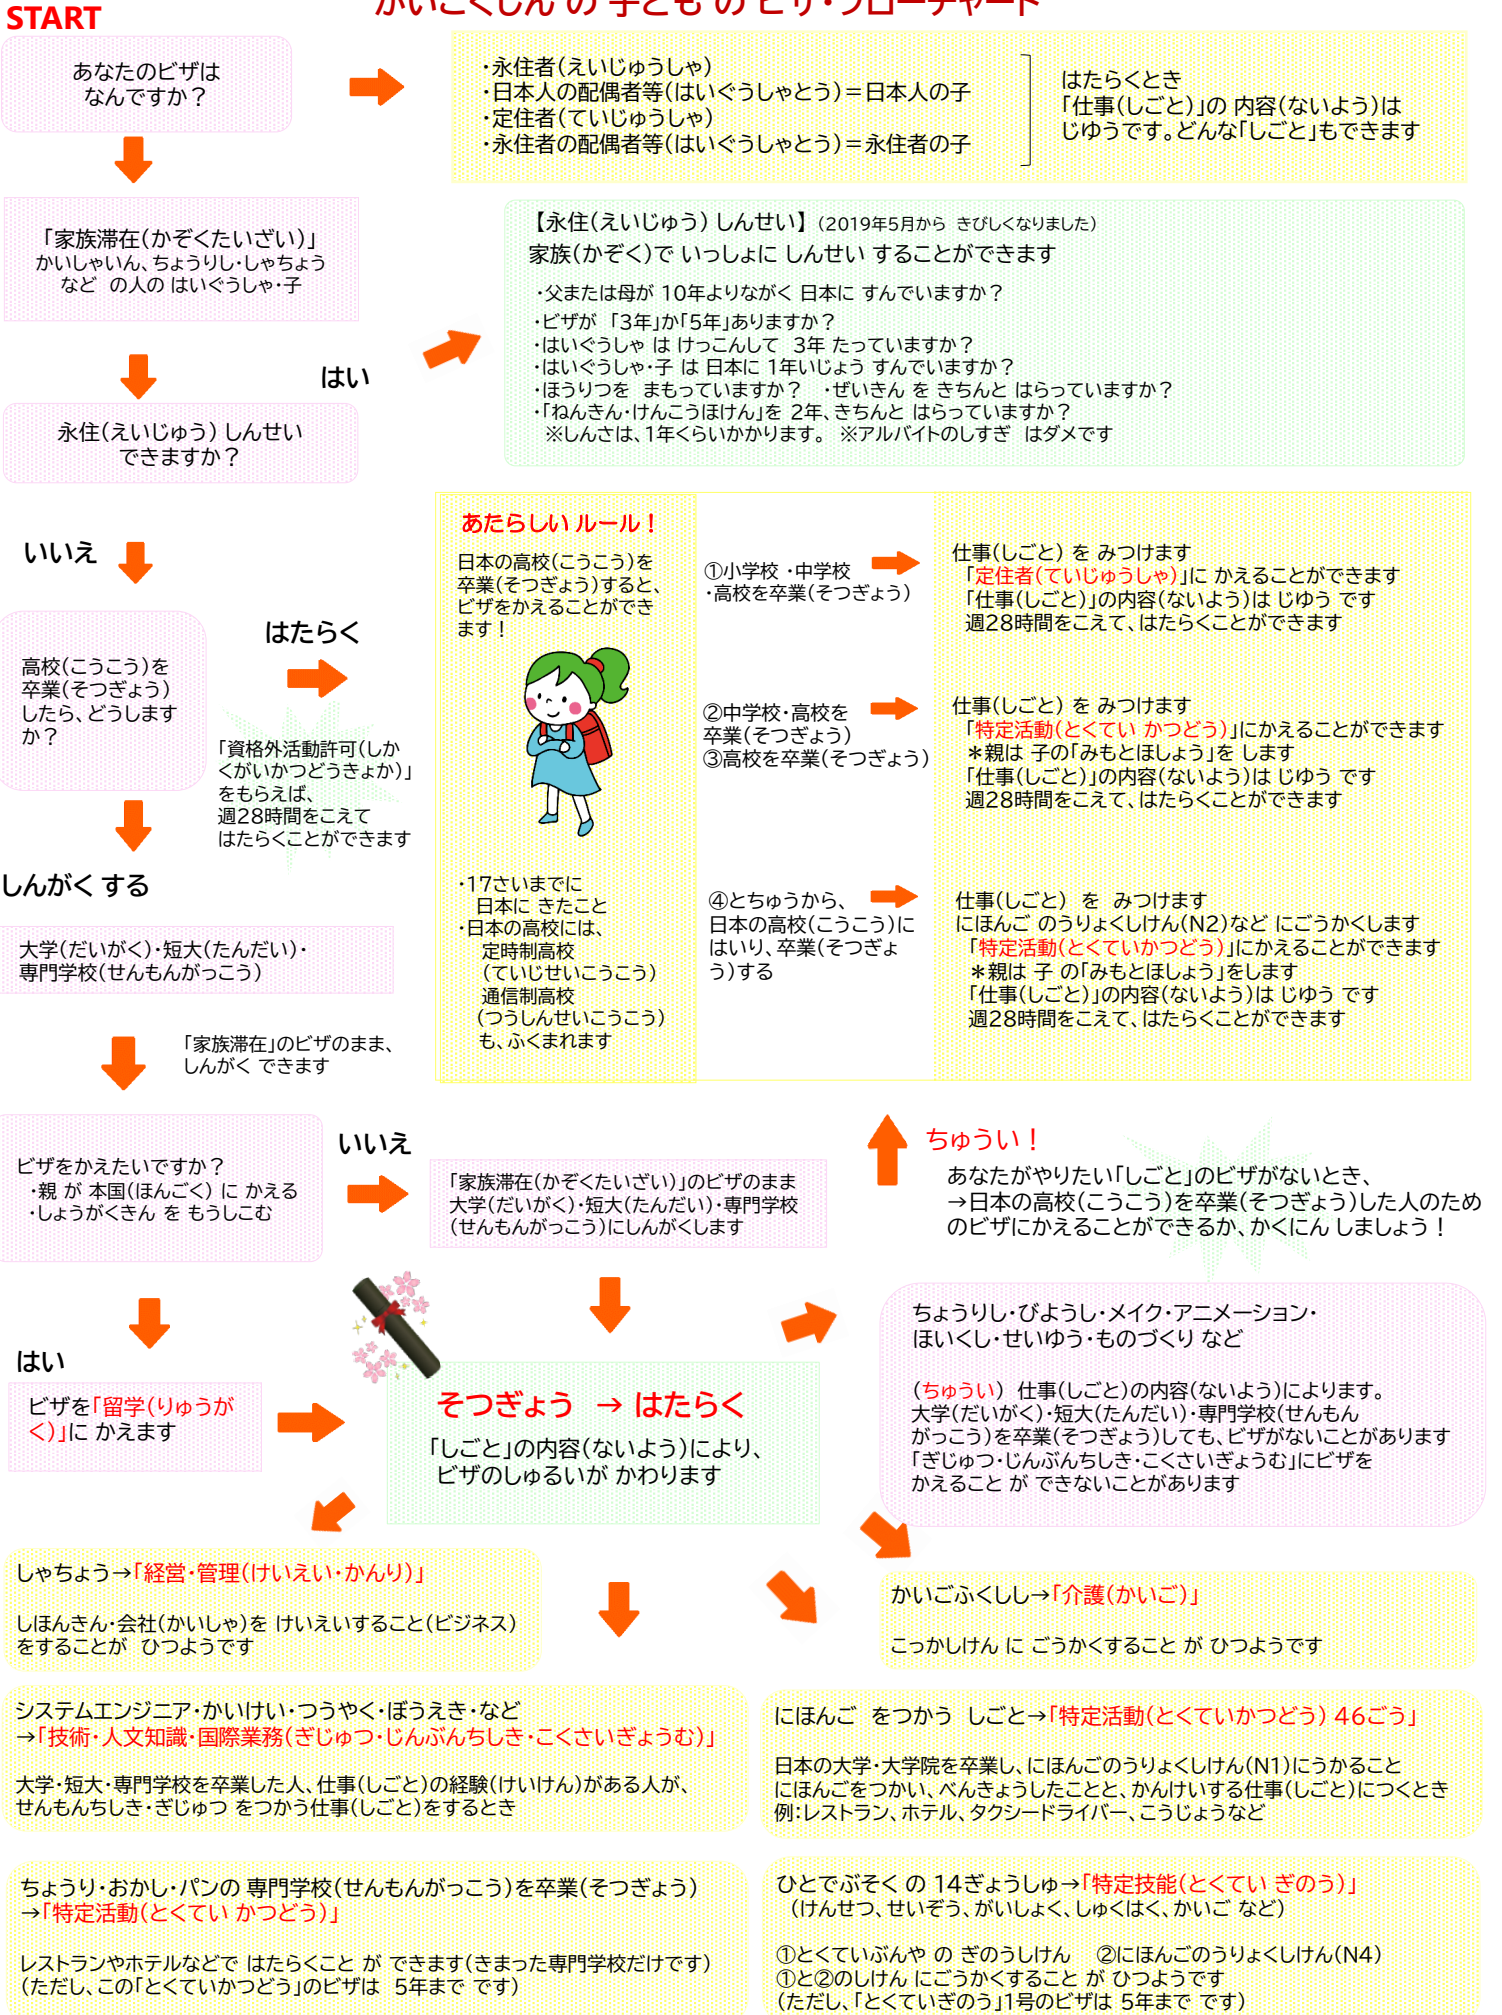 START
がいこくじん の 子ども の ビザ・フローチャート
あなたのビザは
なんですか？
・永住者(えいじゅうしゃ)
・日本人の配偶者等(はいぐうしゃとう)＝日本人の子
・定住者(ていじゅうしゃ)
・永住者の配偶者等(はいぐうしゃとう)＝永住者の子
はたらくとき
「仕事(しごと)」の 内容(ないよう)は
じゆうです。どんな「しごと」もできます
「家族滞在(かぞくたいざい)」
かいしゃいん、ちょうりし・しゃちょう
など の人の はいぐうしゃ・子
【永住(えいじゅう) しんせい】（2019年5月から きびしくなりました）
家族(かぞく)で いっしょに しんせい することができます
・父または母が 10年よりながく 日本に すんでいますか？
・ビザが 「3年」か「5年」ありますか？
・はいぐうしゃ は けっこんして 3年 たっていますか？
・はいぐうしゃ・子 は 日本に 1年いじょう すんでいますか？
・ほうりつを まもっていますか？ ・ぜいきん を きちんと はらっていますか？
・「ねんきん・けんこうほけん」を 2年、きちんと はらっていますか？
※しんさは、1年くらいかかります。 ※アルバイトのしすぎ はダメです
はい
永住(えいじゅう) しんせい
できますか？
いいえ
高校(こうこう)を
卒業(そつぎょう)
したら、どうします
か？
はたらく
「資格外活動許可(しか
くがいかつどうきょか)」
をもらえば、
週28時間をこえて
はたらくことができます
あたらしい ルール！
日本の高校(こうこう)を
卒業(そつぎょう)すると、
ビザをかえることができ
ます！
・17さいまでに
日本に きたこと
・日本の高校には、
定時制高校
(ていじせいこうこう)
通信制高校
(つうしんせいこうこう)
も、ふくまれます
①小学校 ・中学校
・高校を卒業(そつぎょう)
仕事(しごと) を みつけます
「定住者(ていじゅうしゃ)」に かえることができます
「仕事(しごと)」の内容(ないよう)は じゆう です
週28時間をこえて、はたらくことができます
②中学校・高校を
卒業(そつぎょう)
③高校を卒業(そつぎょう)
仕事(しごと) を みつけます
「特定活動(とくてい かつどう)」にかえることができます
＊親は 子の「みもとほしょう」を します
「仕事(しごと)」の内容(ないよう)は じゆう です
週28時間をこえて、はたらくことができます
④とちゅうから、
日本の高校(こうこう)に
はいり、卒業(そつぎょ
う)する
仕事(しごと) を みつけます
にほんご のうりょくしけん(N2)など にごうかくします
「特定活動(とくていかつどう)」にかえることができます
＊親は 子 の「みもとほしょう」をします
「仕事(しごと)」の内容(ないよう)は じゆう です
週28時間をこえて、はたらくことができます
しんがく する
大学(だいがく)・短大(たんだい)・
専門学校(せんもんがっこう)
「家族滞在」のビザのまま、
しんがく できます
ビザをかえたいですか？
・親 が 本国(ほんごく) に かえる
・しょうがくきん を もうしこむ
いいえ
「家族滞在(かぞくたいざい)」のビザのまま
大学(だいがく)・短大(たんだい)・専門学校
(せんもんがっこう)にしんがくします
ちゅうい！
あなたがやりたい「しごと」のビザがないとき、
→日本の高校(こうこう)を卒業(そつぎょう)した人のため
のビザにかえることができるか、かくにん しましょう！
はい
ビザを「留学(りゅうが
く)」に かえます
そつぎょう → はたらく
「しごと」の内容(ないよう)により、
ビザのしゅるいが かわります
ちょうりし・びようし・メイク・アニメーション・
ほいくし・せいゆう・ものづくり など
（ちゅうい） 仕事(しごと)の内容(ないよう)によります。
大学(だいがく)・短大(たんだい)・専門学校(せんもん
がっこう)を卒業(そつぎょう)しても、ビザがないことがあります
「ぎじゅつ・じんぶんちしき・こくさいぎょうむ」にビザを
かえること が できないことがあります
しゃちょう→「経営・管理(けいえい・かんり)」
しほんきん・会社(かいしゃ)を けいえいすること(ビジネス)
をすることが ひつようです
かいごふくしし→「介護(かいご)」
こっかしけん に ごうかくすること が ひつようです
システムエンジニア・かいけい・つうやく・ぼうえき・など
→「技術・人文知識・国際業務(ぎじゅつ・じんぶんちしき・こくさいぎょうむ)」
大学・短大・専門学校を卒業した人、仕事(しごと)の経験(けいけん)がある人が、
せんもんちしき・ぎじゅつ をつかう仕事(しごと)をするとき
にほんご をつかう しごと→「特定活動(とくていかつどう) 46ごう」
日本の大学・大学院を卒業し、にほんごのうりょくしけん(N1)にうかること
にほんごをつかい、べんきょうしたことと、かんけいする仕事(しごと)につくとき
例：レストラン、ホテル、タクシードライバー、こうじょうなど
ちょうり・おかし・パンの 専門学校(せんもんがっこう)を卒業(そつぎょう)
→「特定活動(とくてい かつどう)」
レストランやホテルなどで はたらくこと が できます(きまった専門学校だけです)
(ただし、この「とくていかつどう」のビザは 5年まで です)
ひとでぶそく の 14ぎょうしゅ→「特定技能(とくてい ぎのう)」
（けんせつ、せいぞう、がいしょく、しゅくはく、かいご など）
①とくていぶんや の ぎのうしけん ②にほんごのうりょくしけん(N4)
①と②のしけん にごうかくすること が ひつようです
(ただし、「とくていぎのう」1号のビザは 5年まで です)